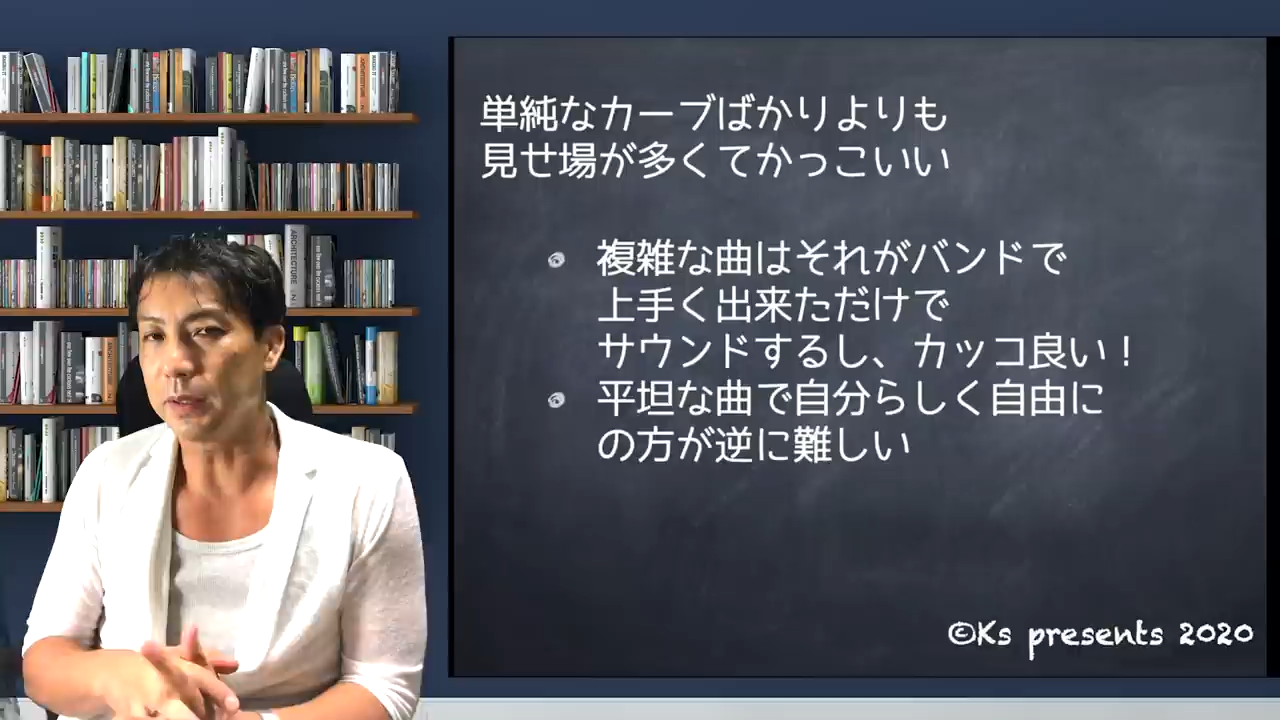 単純なカーブばかりよりも
見せ場が多くてかっこいい
複雑な曲はそれがバンドで
上手く出来ただけで
サウンドするし、カッコ良い！
平坦な曲で自分らしく自由に
の方が逆に難しい
©Ks presents 2020
ARCHITECTURE